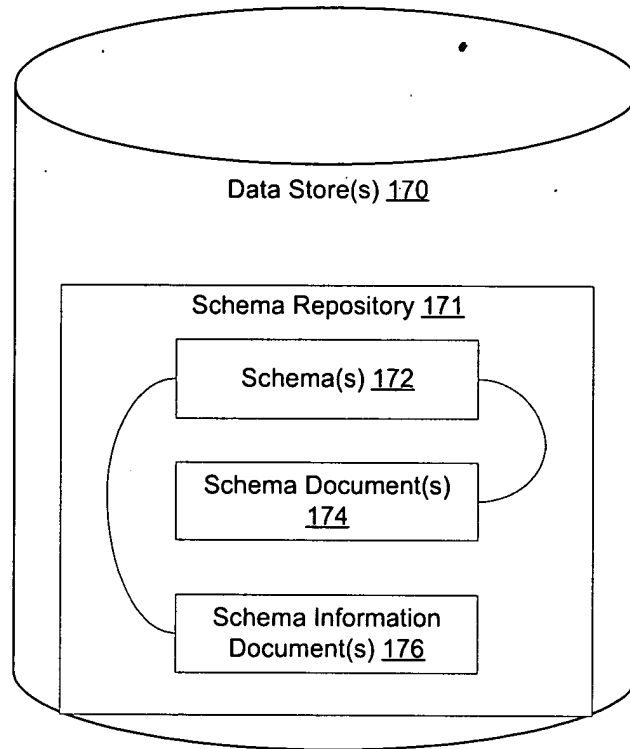 Data Store(s) 170
Schema Repository 171
Schema(s) 172
Schema Document(s)
174
Schema Information
Document(s) 176